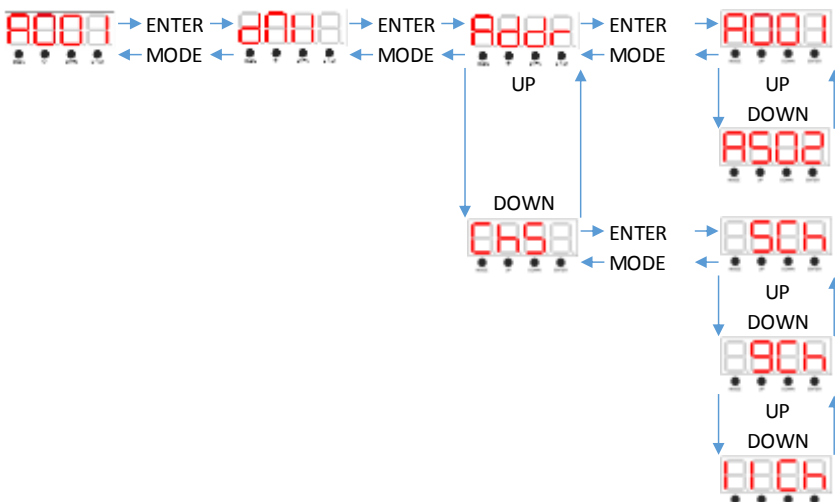 A001 ENTER ENTER Addr ENTER A001
MODE MODE MODE
UP UP
DOWN
A502
DOWN
ChS ENTER 5Ch
MODE
UP
DOWN
9Ch
UP
DOWN
11Ch